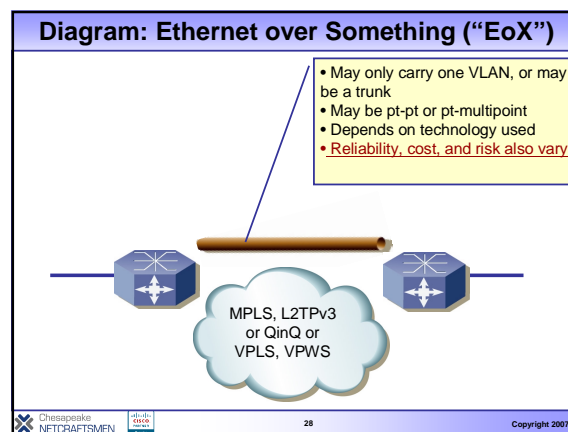 Diagram: Ethernet over Something (“EoX”)
• May only carry one VLAN, or may
be a trunk
• May be pt-pt or pt-multipoint
• Depends on technology used
• Reliability, cost, and risk also vary
MPLS, L2TPv3
or QinQ or
VPLS, VPWS
Chesapeake
NETCRAFTSMEN
CISCO
28
Copyright 2007